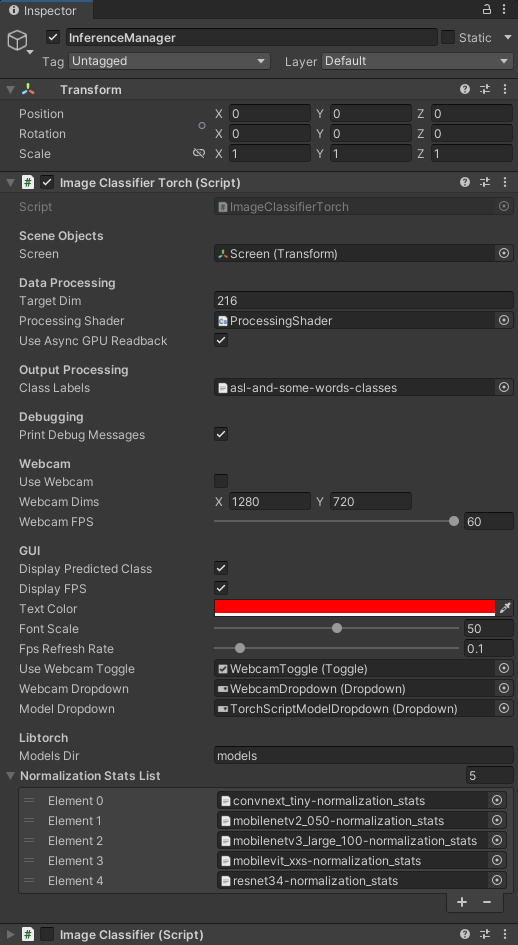 Inspector
InferenceManager Static
Tag Untagged Layer Default
Transform
Position X 0 Y 0 Z 0
Rotation X 0 Y 0 Z 0
Scale X 1 Y 1 Z 1
# Image Classifier Torch (Script)
Script # ImageClassifierTorch
Scene Objects
Screen Screen (Transform)
Data Processing
Target Dim 216
Processing Shader ProcessingShader
Use Async GPU Readback
Output Processing
Class Labels asl-and-some-words-classes
Debugging
Print Debug Messages
Webcam
Use Webcam
Webcam Dims X 1280 Y 720
Webcam FPS 60
GUI
Display Predicted Class
Display FPS
Text Color
Font Scale 50
Fps Refresh Rate 0.1
Use Webcam Toggle WebcamToggle (Toggle)
Webcam Dropdown WebcamDropdown (Dropdown)
Model Dropdown TorchScriptModelDropdown (Dropdown)
Libtorch
Models Dir models
Normalization Stats List 5
Element 0 convnext_tiny-normalization_stats
Element 1 mobilenetv2_050-normalization_stats
Element 2 mobilenetv3_large_100-normalization_stats
Element 3 mobilevit_xxs-normalization_stats
Element 4 resnet34-normalization_stats
+ −
# Image Classifier (Script)